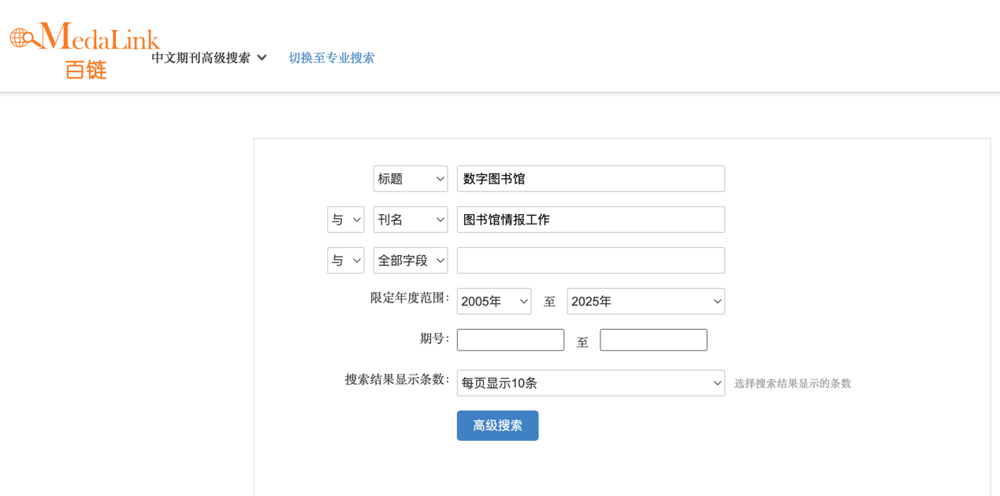 MedaLink
百链
中文期刊高级搜索 切换至专业搜索
标题 数字图书馆
与 刊名 图书馆情报工作
与 全部字段
限定年度范围: 2005年 至 2025年
期号: 至
搜索结果显示条数: 每页显示10条 选择搜索结果显示的条数
高级搜索